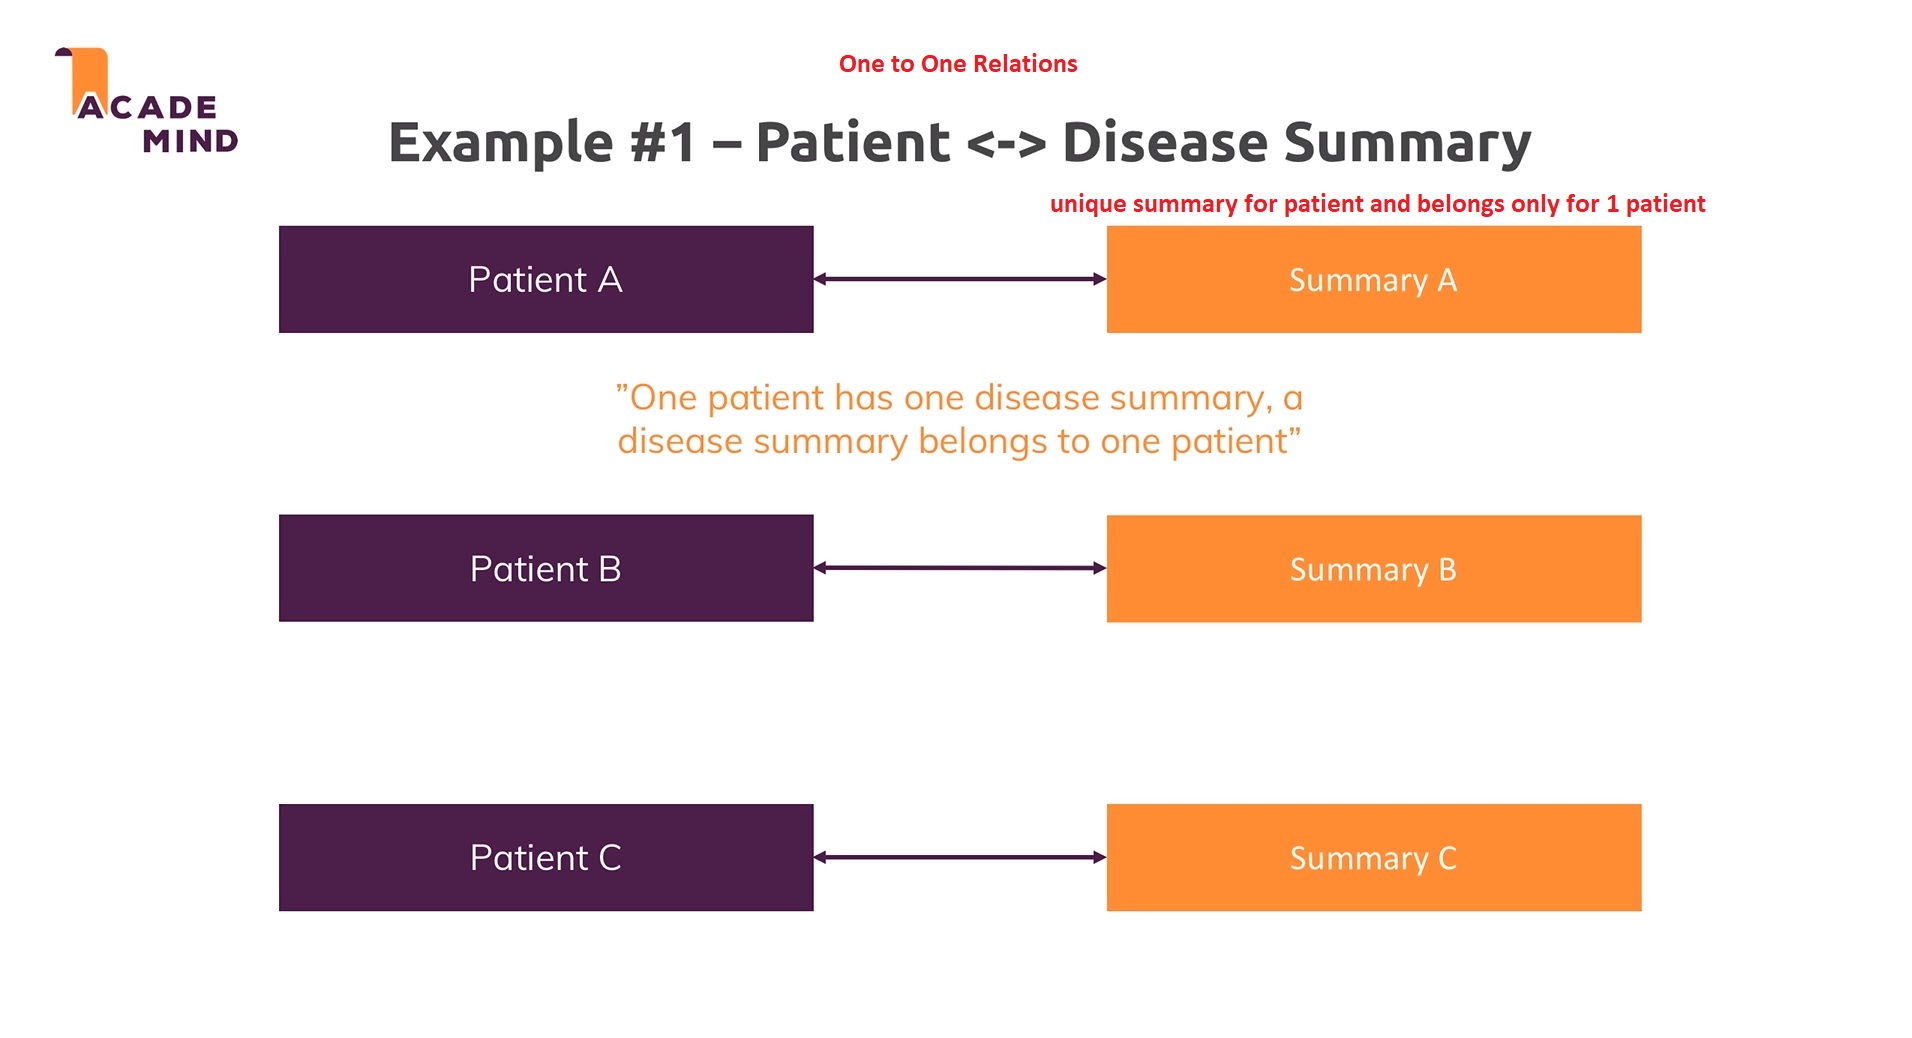 ACADE
MIND
One to One Relations
Example #1 – Patient <-> Disease Summary
unique summary for patient and belongs only for 1 patient
Patient A
Summary A
”One patient has one disease summary, a
disease summary belongs to one patient”
Patient B
Summary B
Patient C
Summary C